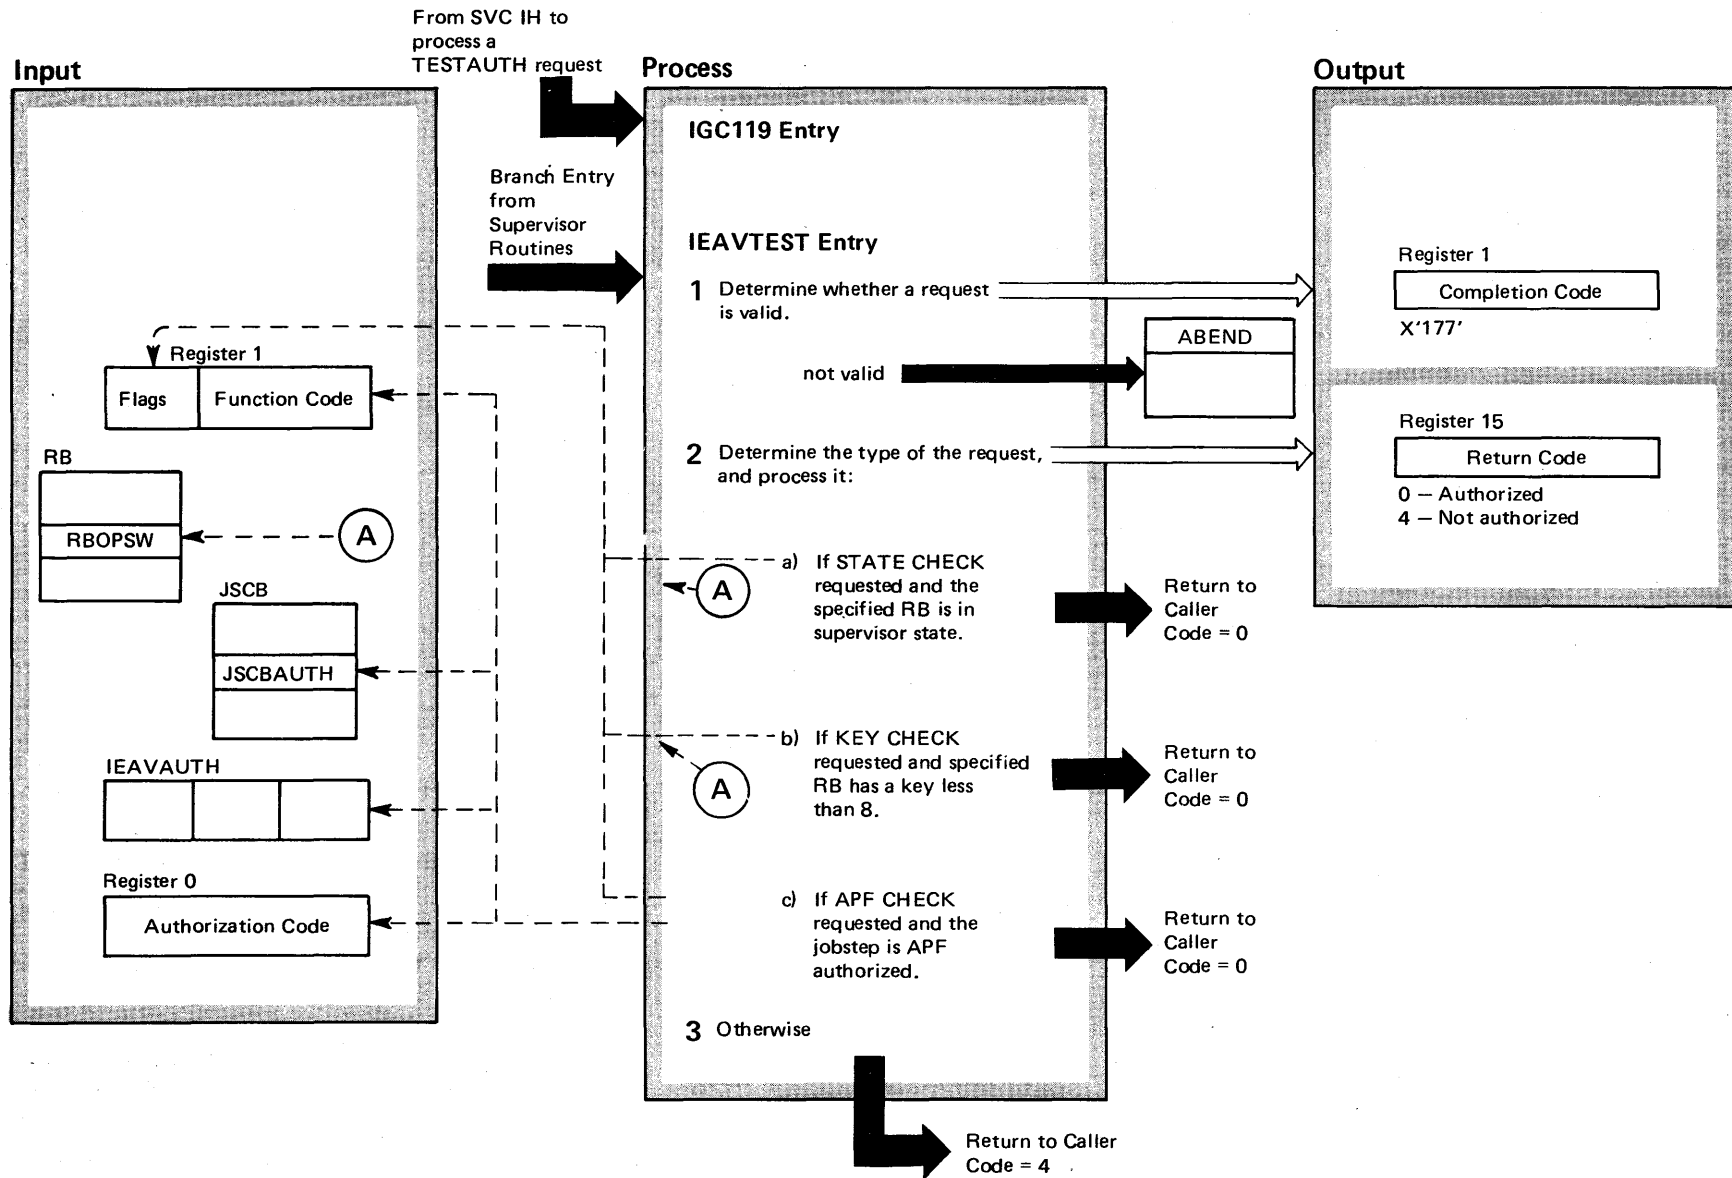 From SVC IH to
process a
TESTAUTH request
Input
Process
Output
IGC119 Entry
Branch Entry
from
Supervisor
Routines
IEAVTEST Entry
1 Determine whether a request
is valid.
Register 1
Completion Code
X'177'
ABEND
not valid
Register 1
Flags
Function Code
Register 15
Return Code
0 — Authorized
4 — Not authorized
2 Determine the type of the request,
and process it:
RB
RBOPSW
A
a) If STATE CHECK
requested and the
specified RB is in
supervisor state.
A
Return to
Caller
Code = 0
JSCB
JSCBAUTH
b) If KEY CHECK
requested and specified
RB has a key less
than 8.
A
Return to
Caller
Code = 0
IEAVAUTH
Register 0
Authorization Code
c) If APF CHECK
requested and the
jobstep is APF
authorized.
Return to
Caller
Code = 0
3 Otherwise
Return to Caller
Code = 4